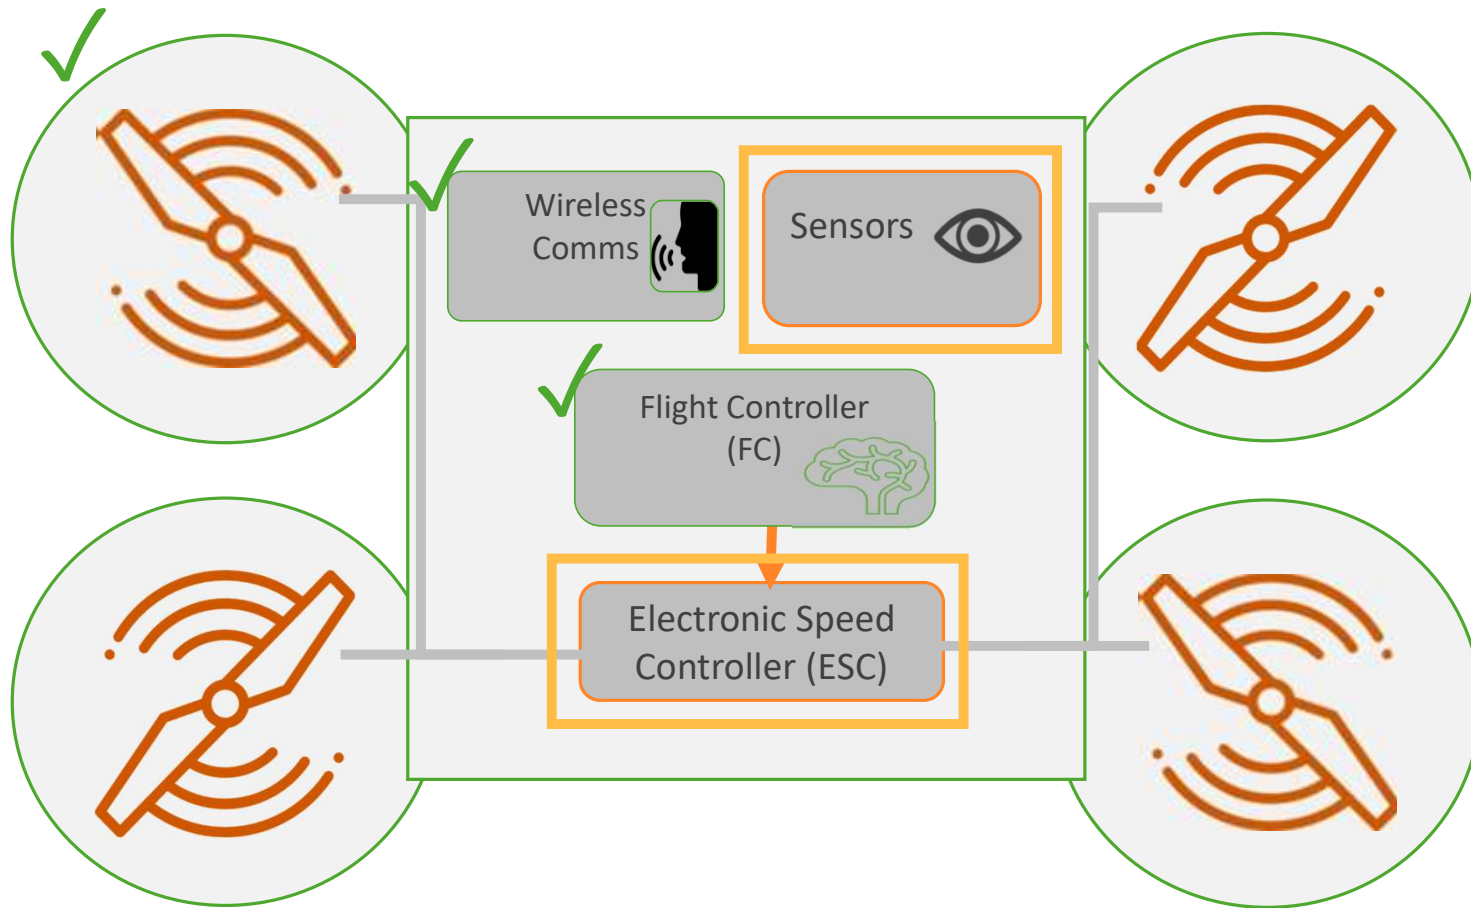 Wireless
Comms
Sensors
Flight Controller
(FC)
Electronic Speed
Controller (ESC)